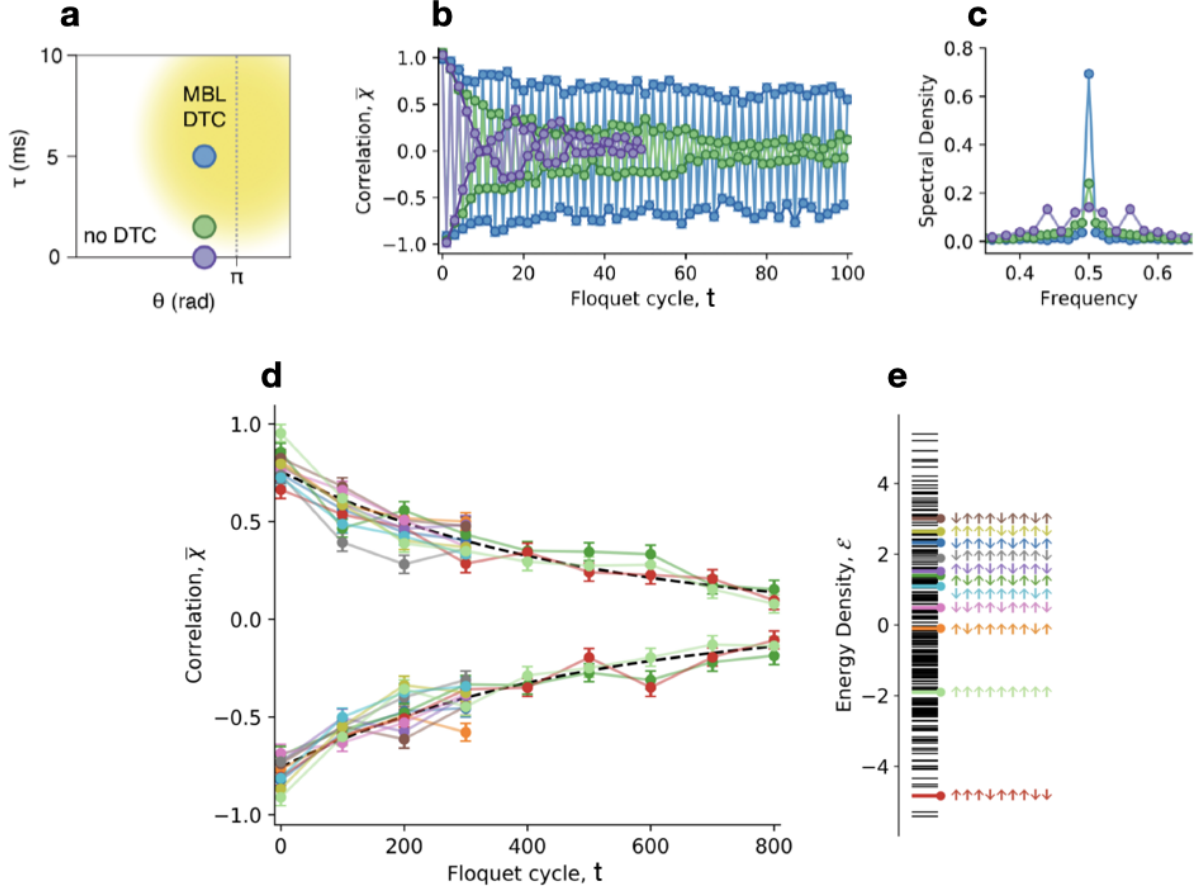 a
10
5
0
τ (ms)
MBL
DTC
no DTC
π
θ (rad)
b
1.0
0.5
0.0
−0.5
−1.0
Correlation, χ̅
0
20
40
60
80
100
Floquet cycle, t
c
0.8
0.6
0.4
0.2
0.0
Spectral Density
0.4
0.5
0.6
Frequency
d
1.0
0.5
0.0
−0.5
−1.0
Correlation, χ̅
0
200
400
600
800
Floquet cycle, t
e
4
2
0
−2
−4
Energy Density, ℰ